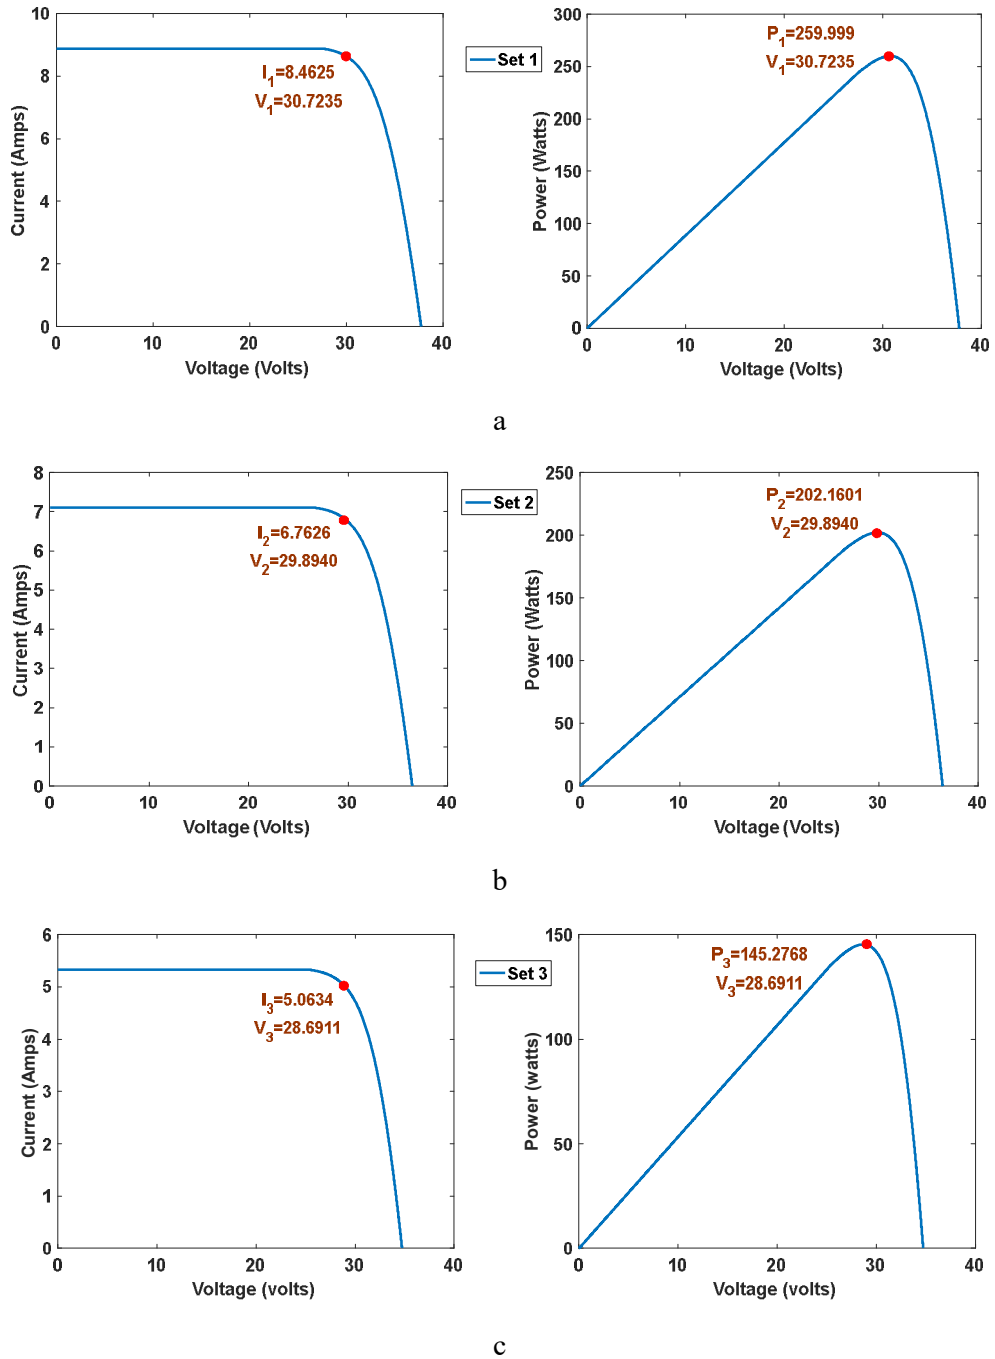 10
8
6
4
2
0
Current (Amps)
I1=8.4625
V1=30.7235
0 10 20 30 40
Voltage (Volts)
Set 1
300
250
200
150
100
50
0
Power (Watts)
P1=259.999
V1=30.7235
0 10 20 30 40
Voltage (Volts)
a
8
7
6
5
4
3
2
1
0
Current (Amps)
I2=6.7626
V2=29.8940
0 10 20 30 40
Voltage (Volts)
Set 2
250
200
150
100
50
0
Power (Watts)
P2=202.1601
V2=29.8940
0 10 20 30 40
Voltage (Volts)
b
6
5
4
3
2
1
0
Current (Amps)
I3=5.0634
V3=28.6911
0 10 20 30 40
Voltage (volts)
Set 3
150
100
50
0
Power (watts)
P3=145.2768
V3=28.6911
0 10 20 30 40
Voltage (Volts)
c